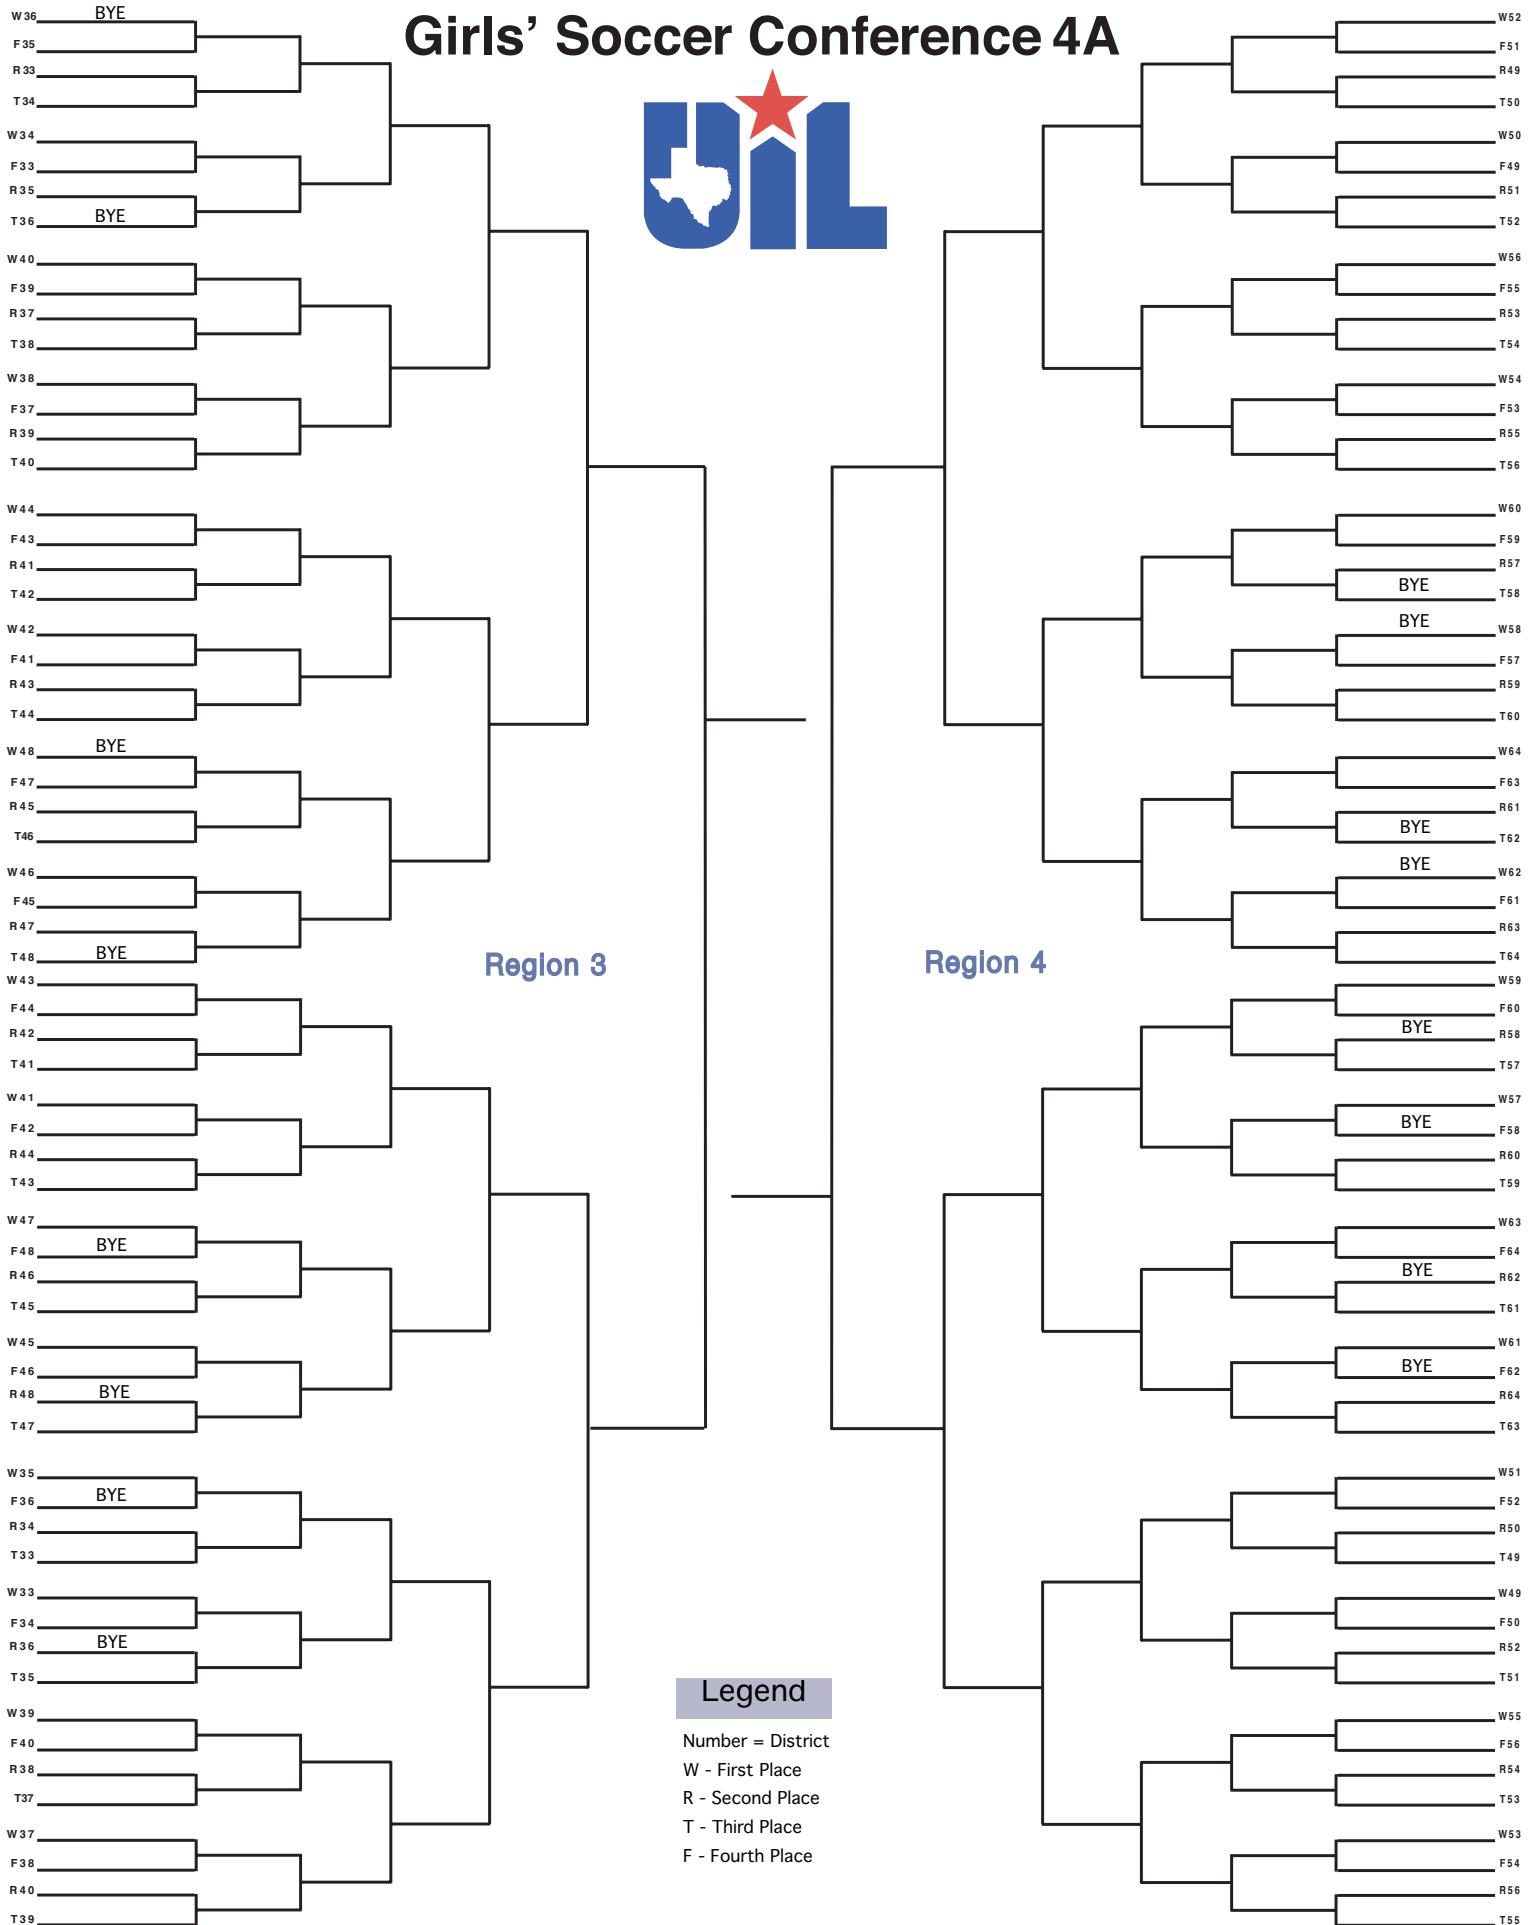 Girls' Soccer Conference 4A
UIL
W36 BYE
F35
R33
T34
W34
F33
R35
T36 BYE
W40
F39
R37
T38
W38
F37
R39
T40
W44
F43
R41
T42
W42
F41
R43
T44
W48 BYE
F47
R45
T46
W46
F45
R47
T48 BYE
W43
F44
R42
T41
W41
F42
R44
T43
W47
F48 BYE
R46
T45
W45
F46
R48 BYE
T47
W35
F36 BYE
R34
T33
W33
F34
R36 BYE
T35
W39
F40
R38
T37
W37
F38
R40
T39
Region 3
Region 4
W52
F51
R49
T50
W50
F49
R51
T52
W56
F55
R53
T54
W54
F53
R55
T56
W60
F59
R57
BYE T58
BYE W58
F57
R59
T60
W64
F63
R61
BYE T62
BYE W62
F61
R63
T64
W59
F60
BYE R58
T57
W57
BYE F58
R60
T59
W63
F64
BYE R62
T61
W61
BYE F62
R64
T63
W51
F52
R50
T49
W49
F50
R52
T51
W55
F56
R54
T53
W53
F54
R56
T55
Legend
Number = District
W - First Place
R - Second Place
T - Third Place
F - Fourth Place